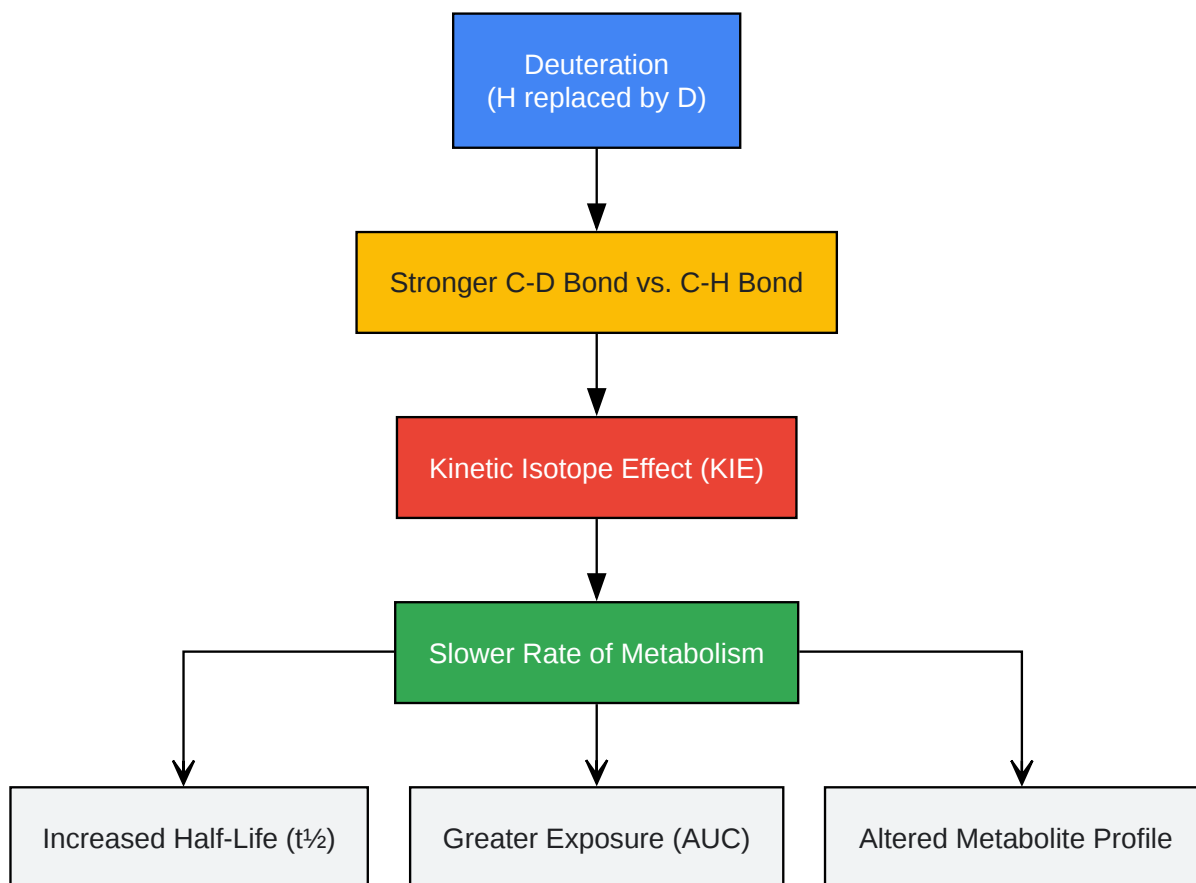 Deuteration
(H replaced by D)
Stronger C-D Bond vs. C-H Bond
Kinetic Isotope Effect (KIE)
Slower Rate of Metabolism
Increased Half-Life (t½)
Greater Exposure (AUC)
Altered Metabolite Profile